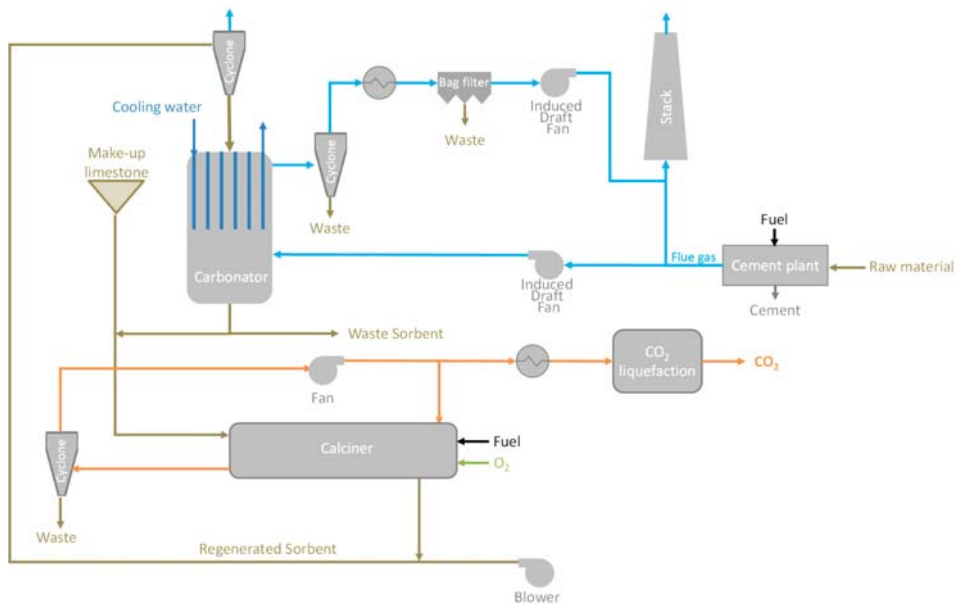 Cyclone
Cooling water
Make-up
limestone
Cyclone
Bag filter
Induced
Draft
Fan
Stack
Waste
Waste
Carbonator
Induced
Draft
Fan
Flue gas
Fuel
Cement plant
Raw material
Cement
Waste Sorbent
Fan
CO₂
liquefaction
CO₂
Cyclone
Calciner
Fuel
O₂
Waste
Regenerated Sorbent
Blower